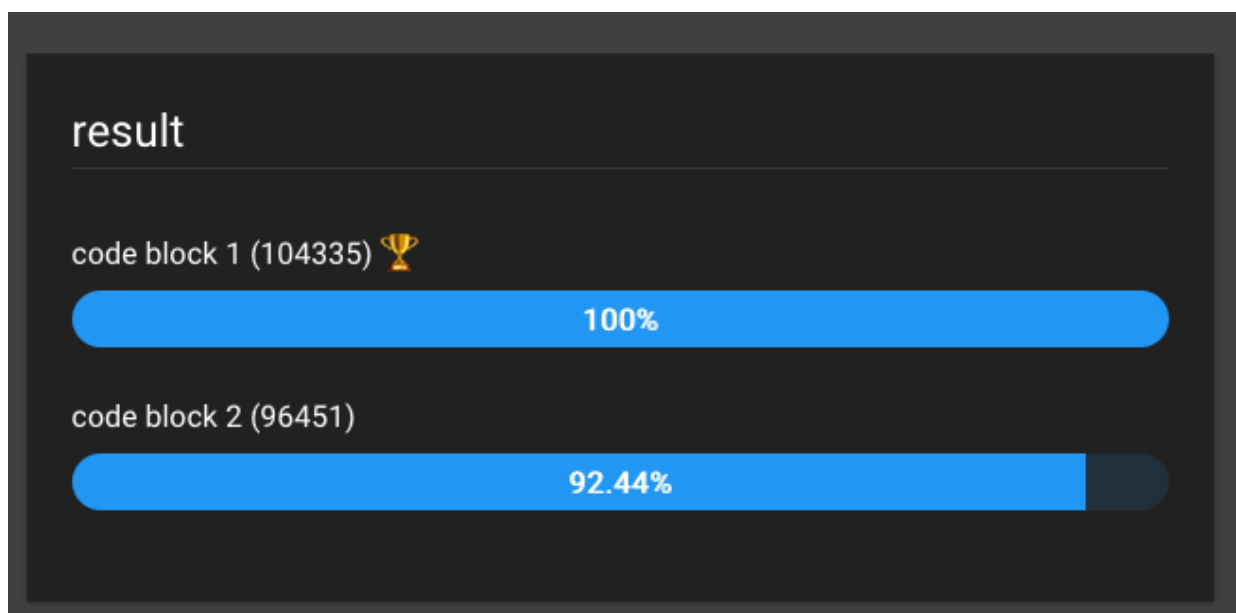 result
code block 1 (104335) 🏆
100%
code block 2 (96451)
92.44%